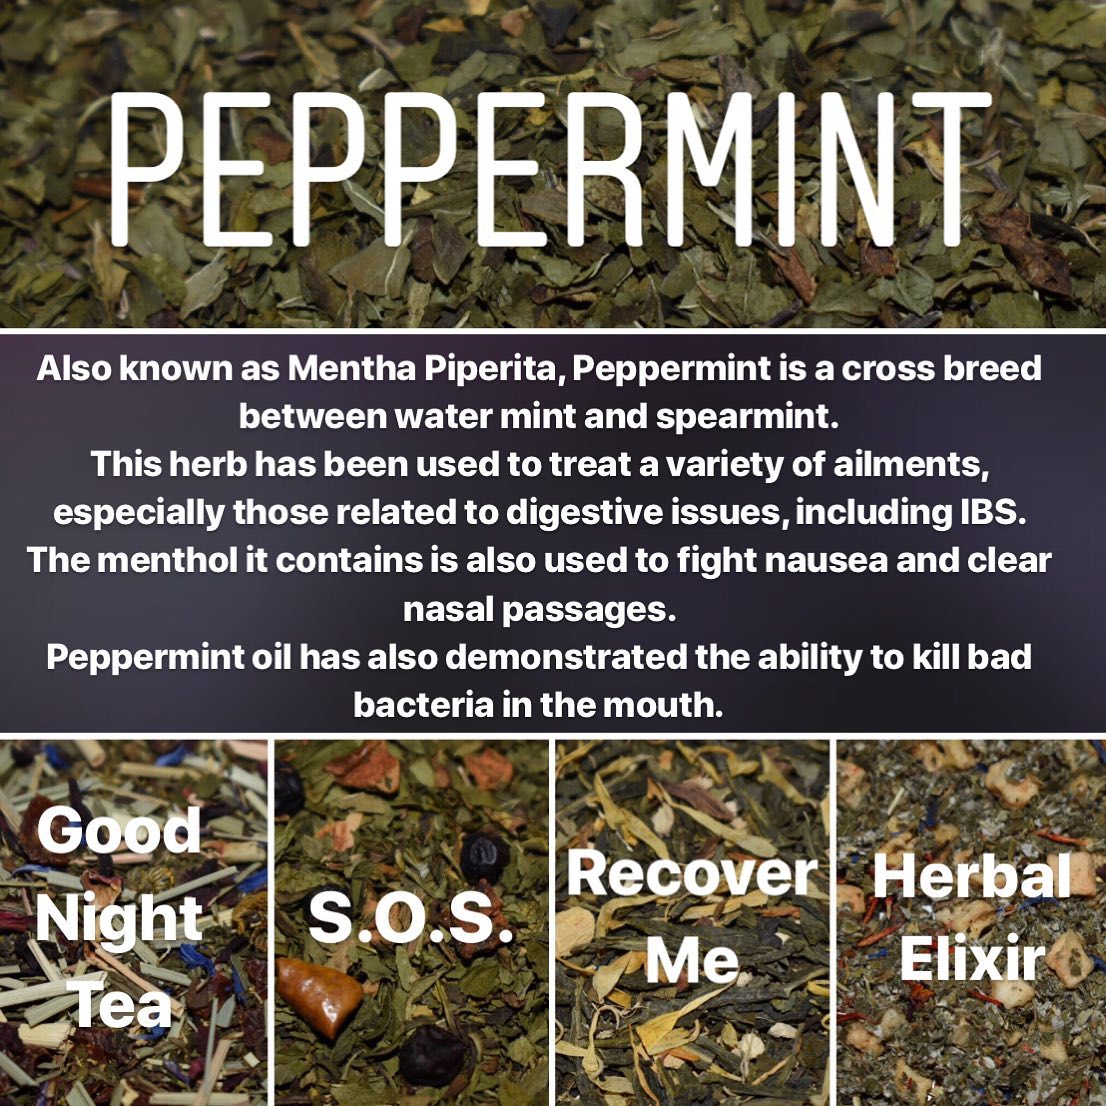 PEPPERMINT
Also known as Mentha Piperita, Peppermint is a cross breed
between water mint and spearmint.
This herb has been used to treat a variety of ailments,
especially those related to digestive issues, including IBS.
The menthol it contains is also used to fight nausea and clear
nasal passages.
Peppermint oil has also demonstrated the ability to kill bad
bacteria in the mouth.
Good
Night
Tea
S.O.S.
Recover
Me
Herbal
Elixir